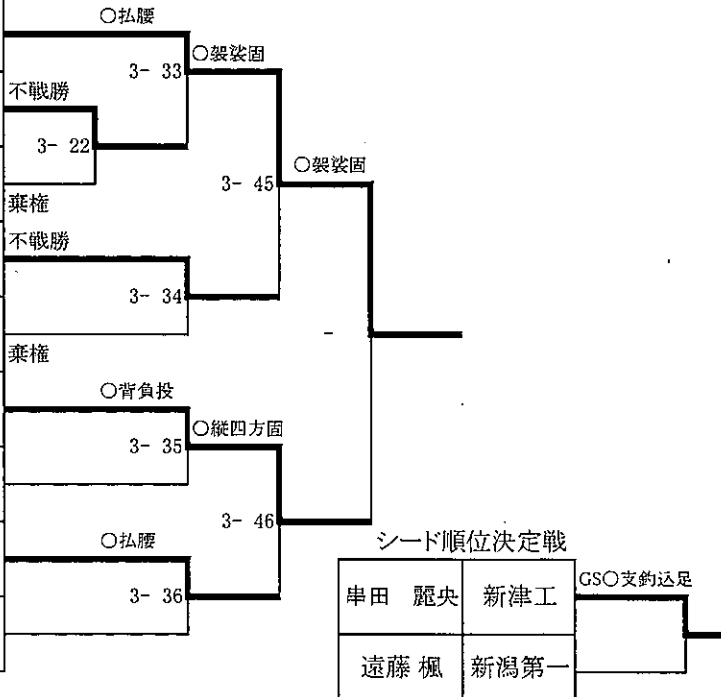 ○払腰
○袈裟固
3- 33
不戦勝
3- 22
○袈裟固
3- 45
棄権
不戦勝
3- 34
-
棄権
○背負投
○縦四方固
3- 35
3- 46
○払腰
シード順位決定戦
3- 36
串田 麗央 新津工 GS○支釣込足
遠藤 楓 新潟第一